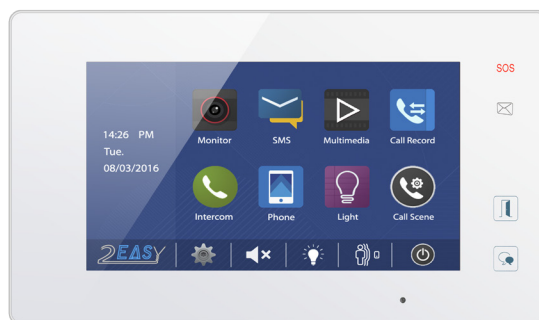 SOS
14:26 PM
Tue.
08/03/2016
Monitor
SMS
Multimedia
Call Record
Intercom
Phone
Light
Call Scene
2EASY